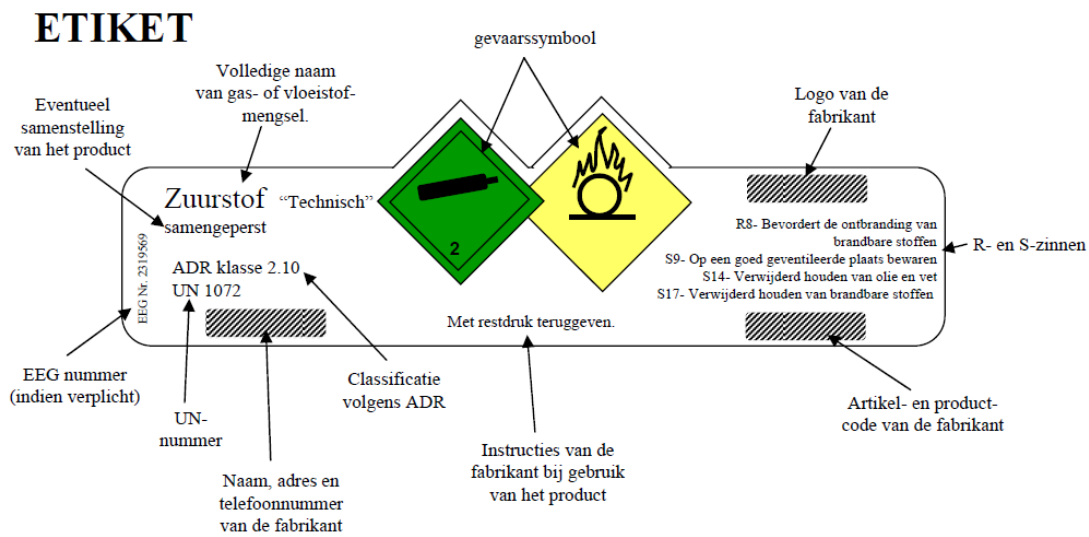 ETIKET
gevaarssymbool
Volledige naam
van gas- of vloeistof-
mengsel.
Logo van de
fabrikant
Eventueel
samenstelling
van het product
Zuurstof “Technisch”
samengeperst
2
R8- Bevordert de ontbranding van
brandbare stoffen
S9- Op een goed geventileerde plaats bewaren
S14- Verwijderd houden van olie en vet
S17- Verwijderd houden van brandbare stoffen
R- en S-zinnen
EEG Nr. 2319569
ADR klasse 2.10
UN 1072
Met restdruk teruggeven.
EEG nummer
(indien verplicht)
UN-
nummer
Classificatie
volgens ADR
Artikel- en product-
code van de fabrikant
Instructies van de
fabrikant bij gebruik
van het product
Naam, adres en
telefoonnummer
van de fabrikant